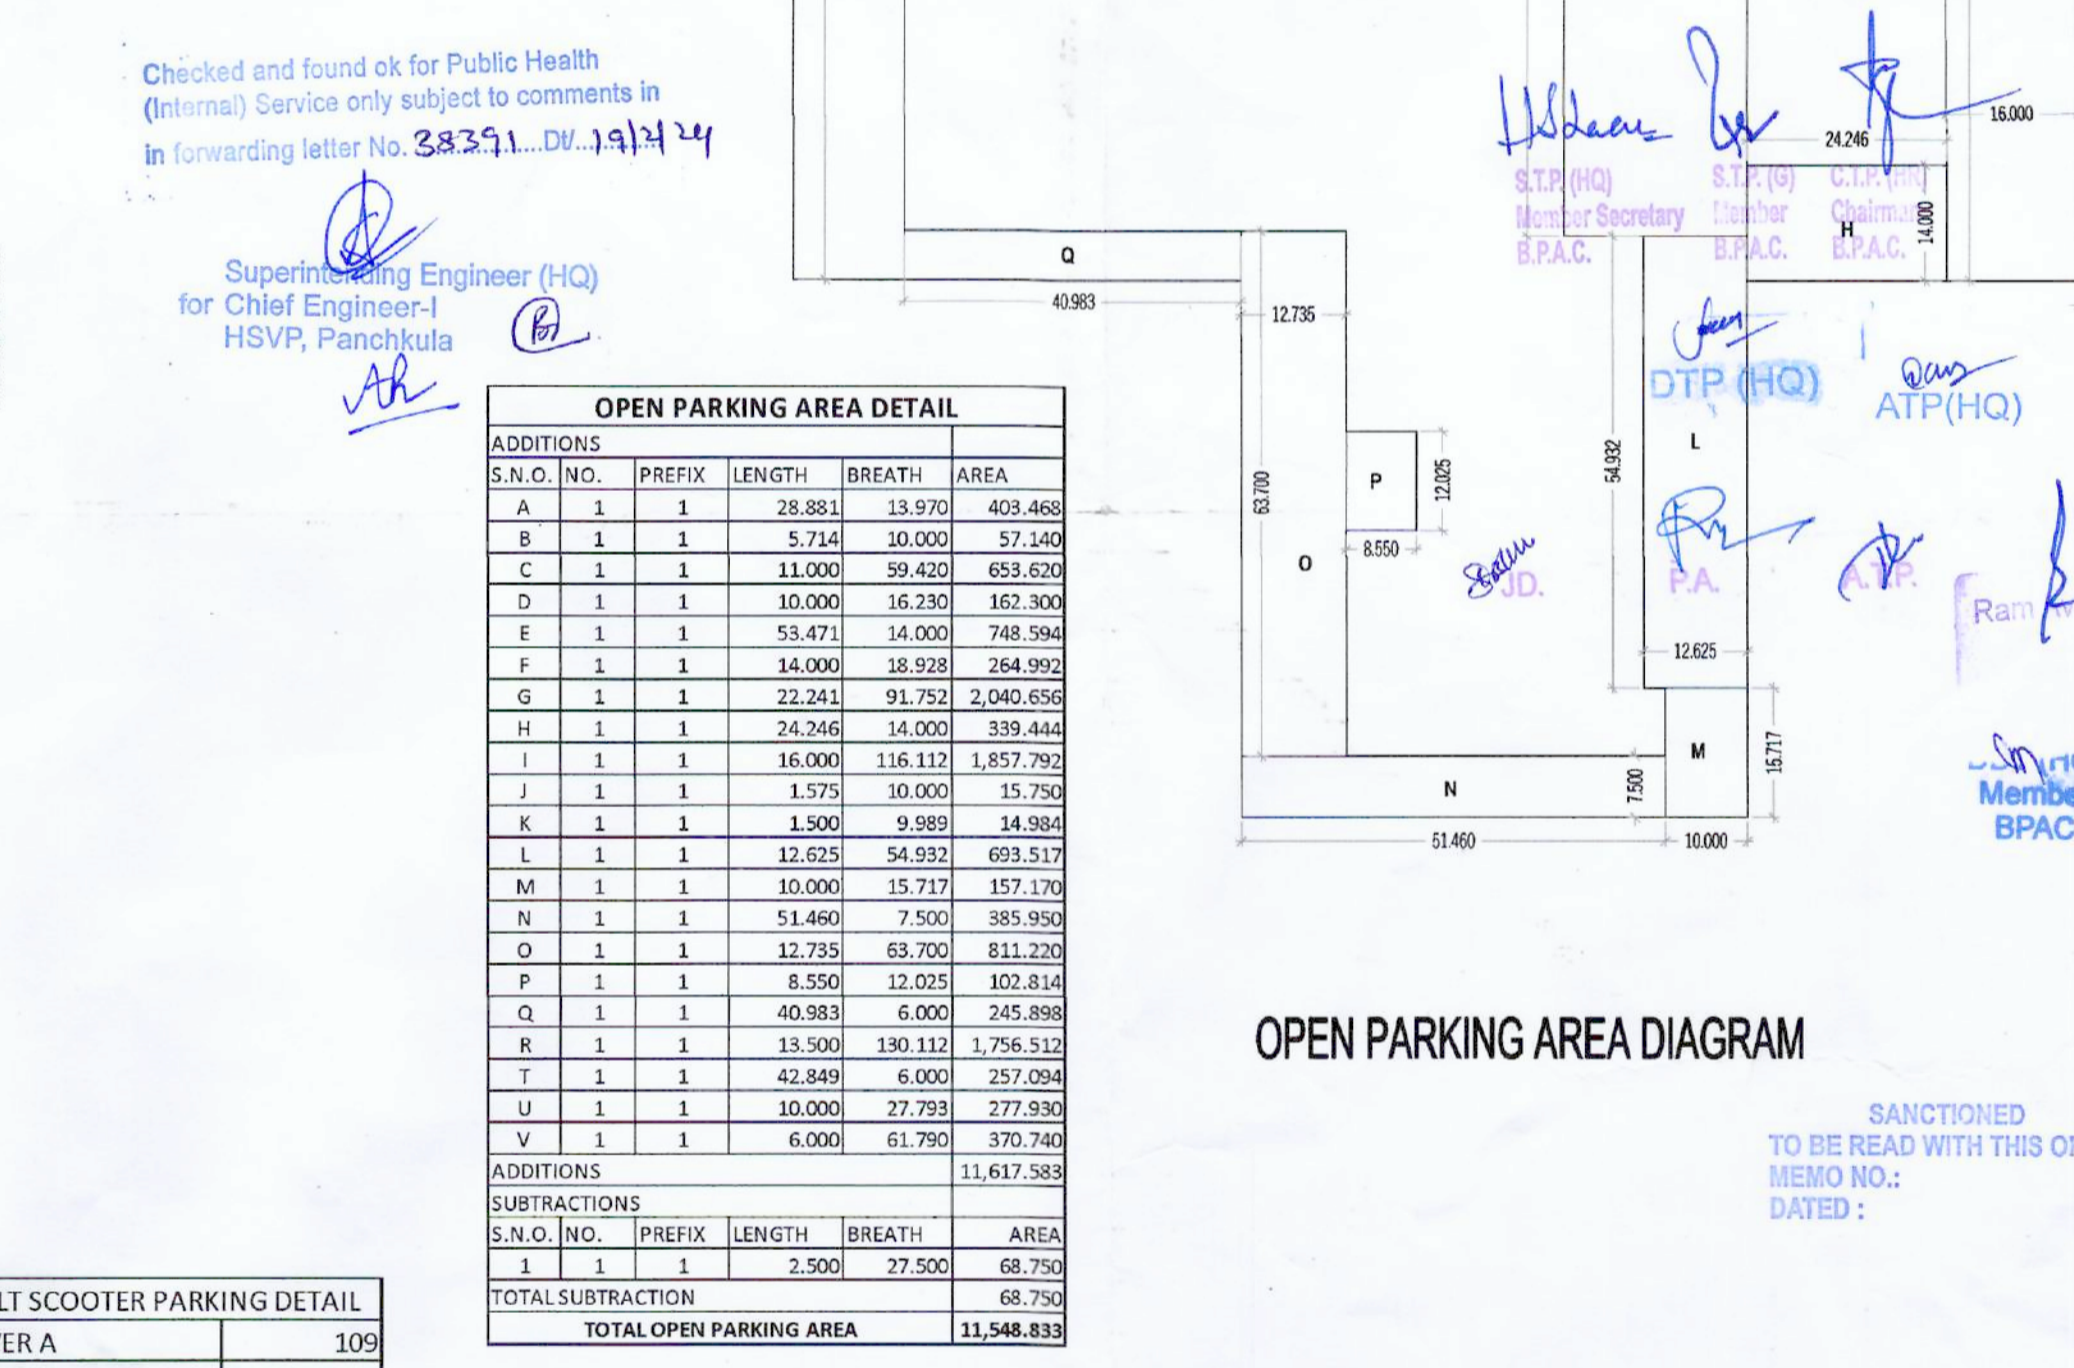 Checked and found ok for Public Health
(Internal) Service only subject to comments in
in forwarding letter No. 38391 Dt/ 19/2/24
Superintending Engineer (HQ)
for Chief Engineer-I
HSVP, Panchkula
OPEN PARKING AREA DETAIL
ADDITIONS
S.N.O. NO. PREFIX LENGTH BREATH AREA
A 1 1 28.881 13.970 403.468
B 1 1 5.714 10.000 57.140
C 1 1 11.000 59.420 653.620
D 1 1 10.000 16.230 162.300
E 1 1 53.471 14.000 748.594
F 1 1 14.000 18.928 264.992
G 1 1 22.241 91.752 2,040.656
H 1 1 24.246 14.000 339.444
I 1 1 16.000 116.112 1,857.792
J 1 1 1.575 10.000 15.750
K 1 1 1.500 9.989 14.984
L 1 1 12.625 54.932 693.517
M 1 1 10.000 15.717 157.170
N 1 1 51.460 7.500 385.950
O 1 1 12.735 63.700 811.220
P 1 1 8.550 12.025 102.814
Q 1 1 40.983 6.000 245.898
R 1 1 13.500 130.112 1,756.512
T 1 1 42.849 6.000 257.094
U 1 1 10.000 27.793 277.930
V 1 1 6.000 61.790 370.740
ADDITIONS 11,617.583
SUBTRACTIONS
S.N.O. NO. PREFIX LENGTH BREATH AREA
1 1 1 2.500 27.500 68.750
TOTAL SUBTRACTION 68.750
TOTAL OPEN PARKING AREA 11,548.833
LT SCOOTER PARKING DETAIL
ER A 109
Q
40.983
12.735
63.700
O
P
12.025
8.550
N
7.500
51.460
10.000
M
15.717
12.625
L
54.932
H
24.246
14.000
16.000
S.T.P. (HQ)
Member Secretary
B.P.A.C.
S.T.P. (G)
Member
B.P.A.C.
C.T.P. (HR)
Chairman
B.P.A.C.
DTP (HQ)
ATP(HQ)
JD.
P.A.
A.T.P.
Ram
Membe
BPAC
OPEN PARKING AREA DIAGRAM
SANCTIONED
TO BE READ WITH THIS O
MEMO NO.:
DATED :